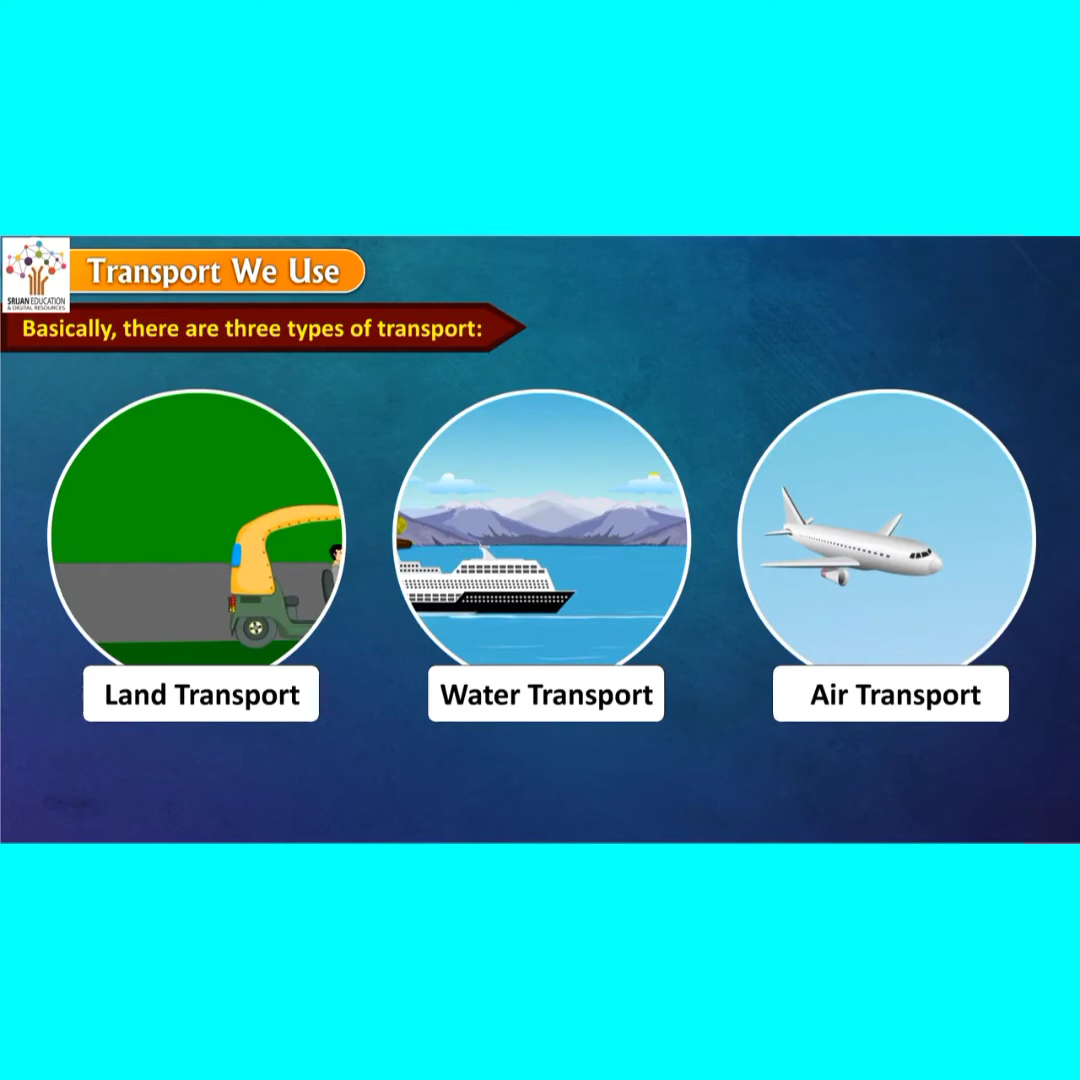 Transport We Use
SRIJAN EDUCATION
& DIGITAL RESOURCES
Basically, there are three types of transport:
Land Transport
Water Transport
Air Transport